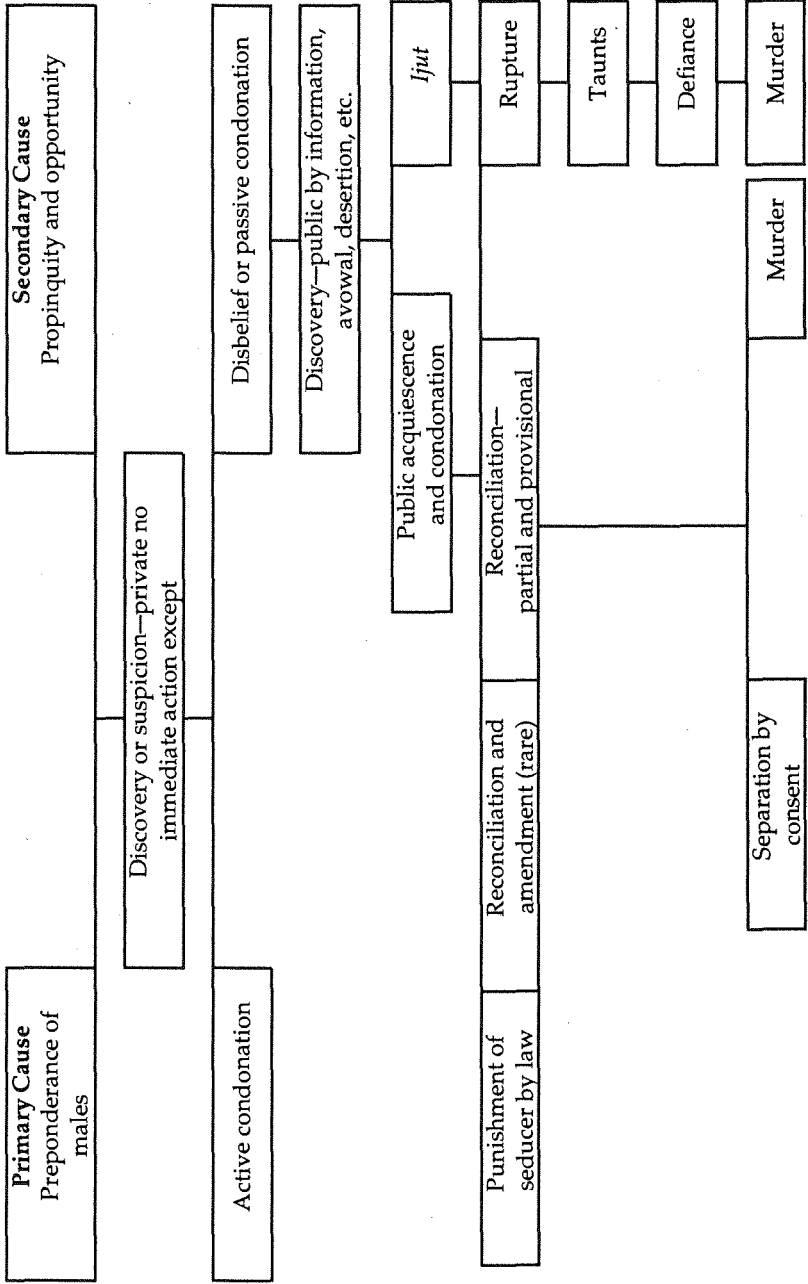 Primary Cause
Preponderance of
males
Secondary Cause
Propinquity and opportunity
Discovery or suspicion—private no
immediate action except
Active condonation
Disbelief or passive condonation
Discovery—public by information,
avowal, desertion, etc.
Public acquiescence
and condonation
Ijut
Punishment of
seducer by law
Reconciliation and
amendment (rare)
Reconciliation—
partial and provisional
Rupture
Taunts
Defiance
Separation by
consent
Murder
Murder